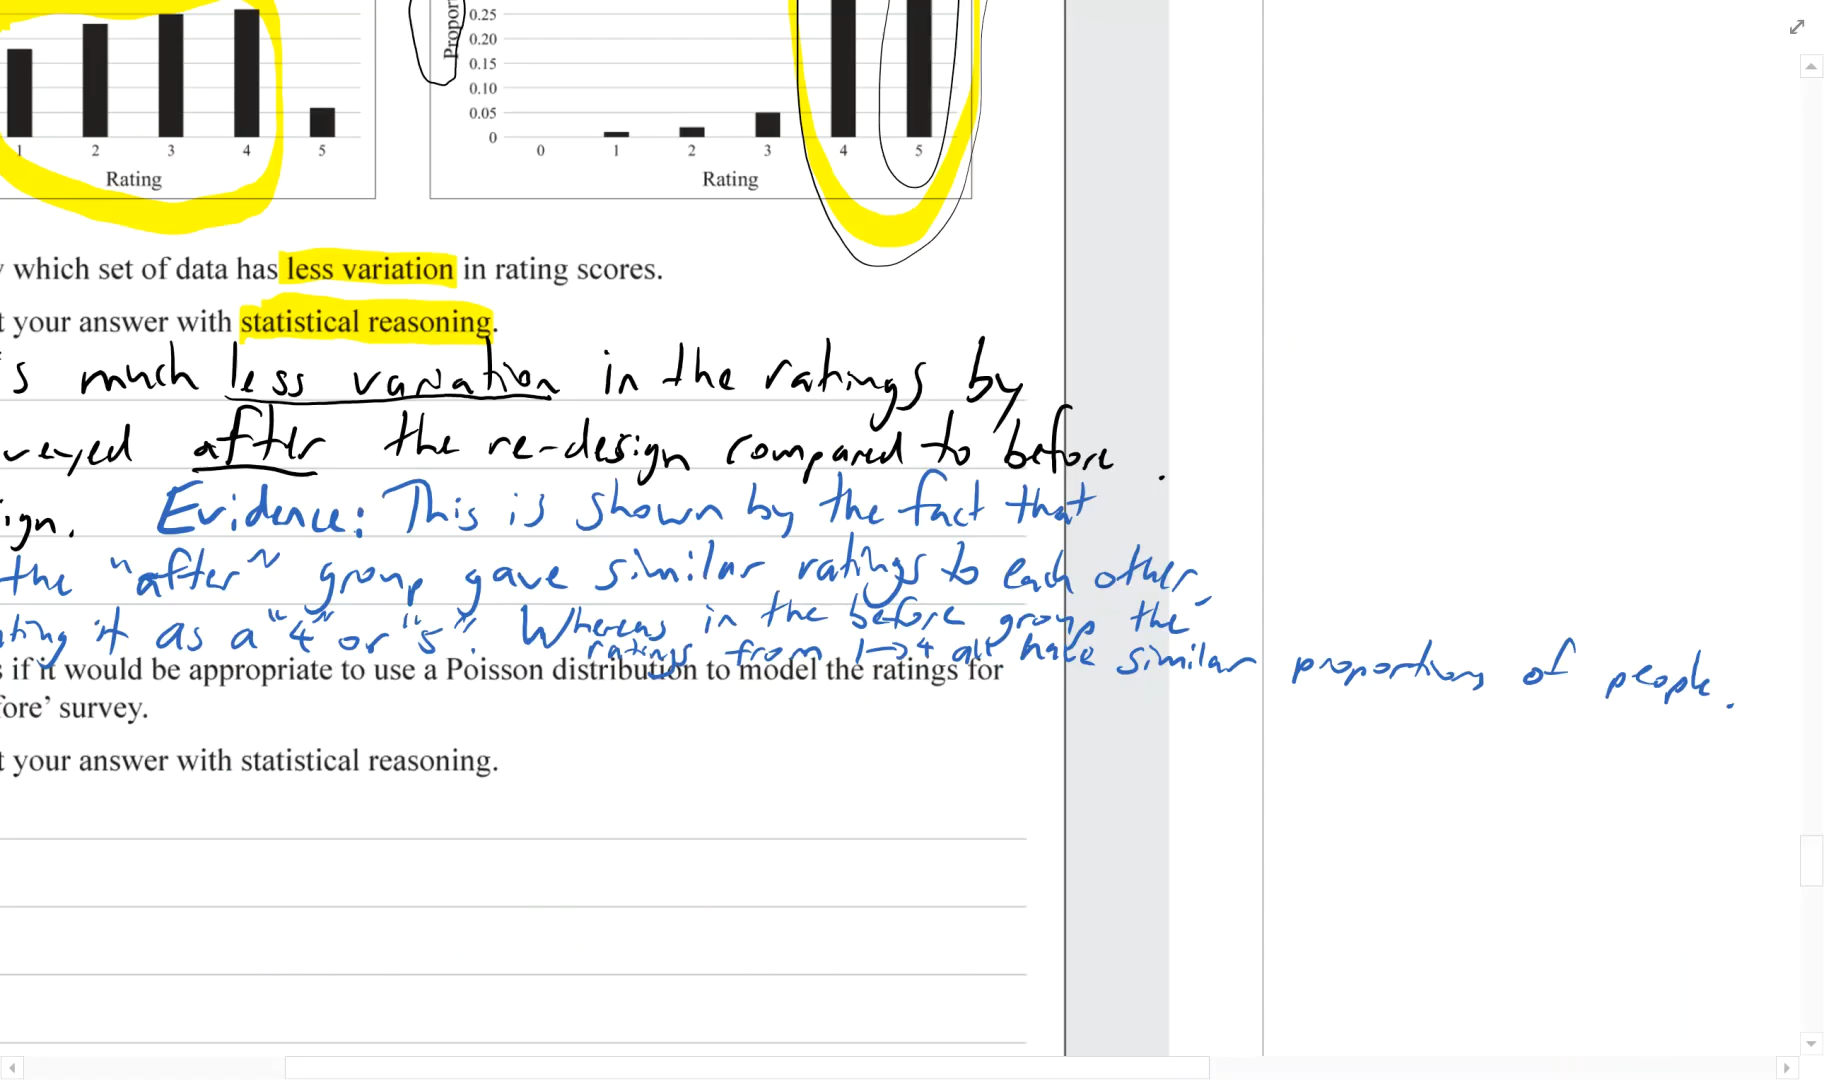 Propor
0.25
0.20
0.15
0.10
0.05
0
1 2 3 4 5
0 1 2 3 4 5
Rating
Rating
which set of data has less variation in rating scores.
t your answer with statistical reasoning.
s much less variation in the ratings by
veyed after the re-design compared to before.
ign. Evidence: This is shown by the fact that
the "after" group gave similar ratings to each other,
ating it as a "4" or "5". Whereas in the before group the
ratings from 1→4 all have similar proportions of people.
s if it would be appropriate to use a Poisson distribution to model the ratings for
fore’ survey.
t your answer with statistical reasoning.